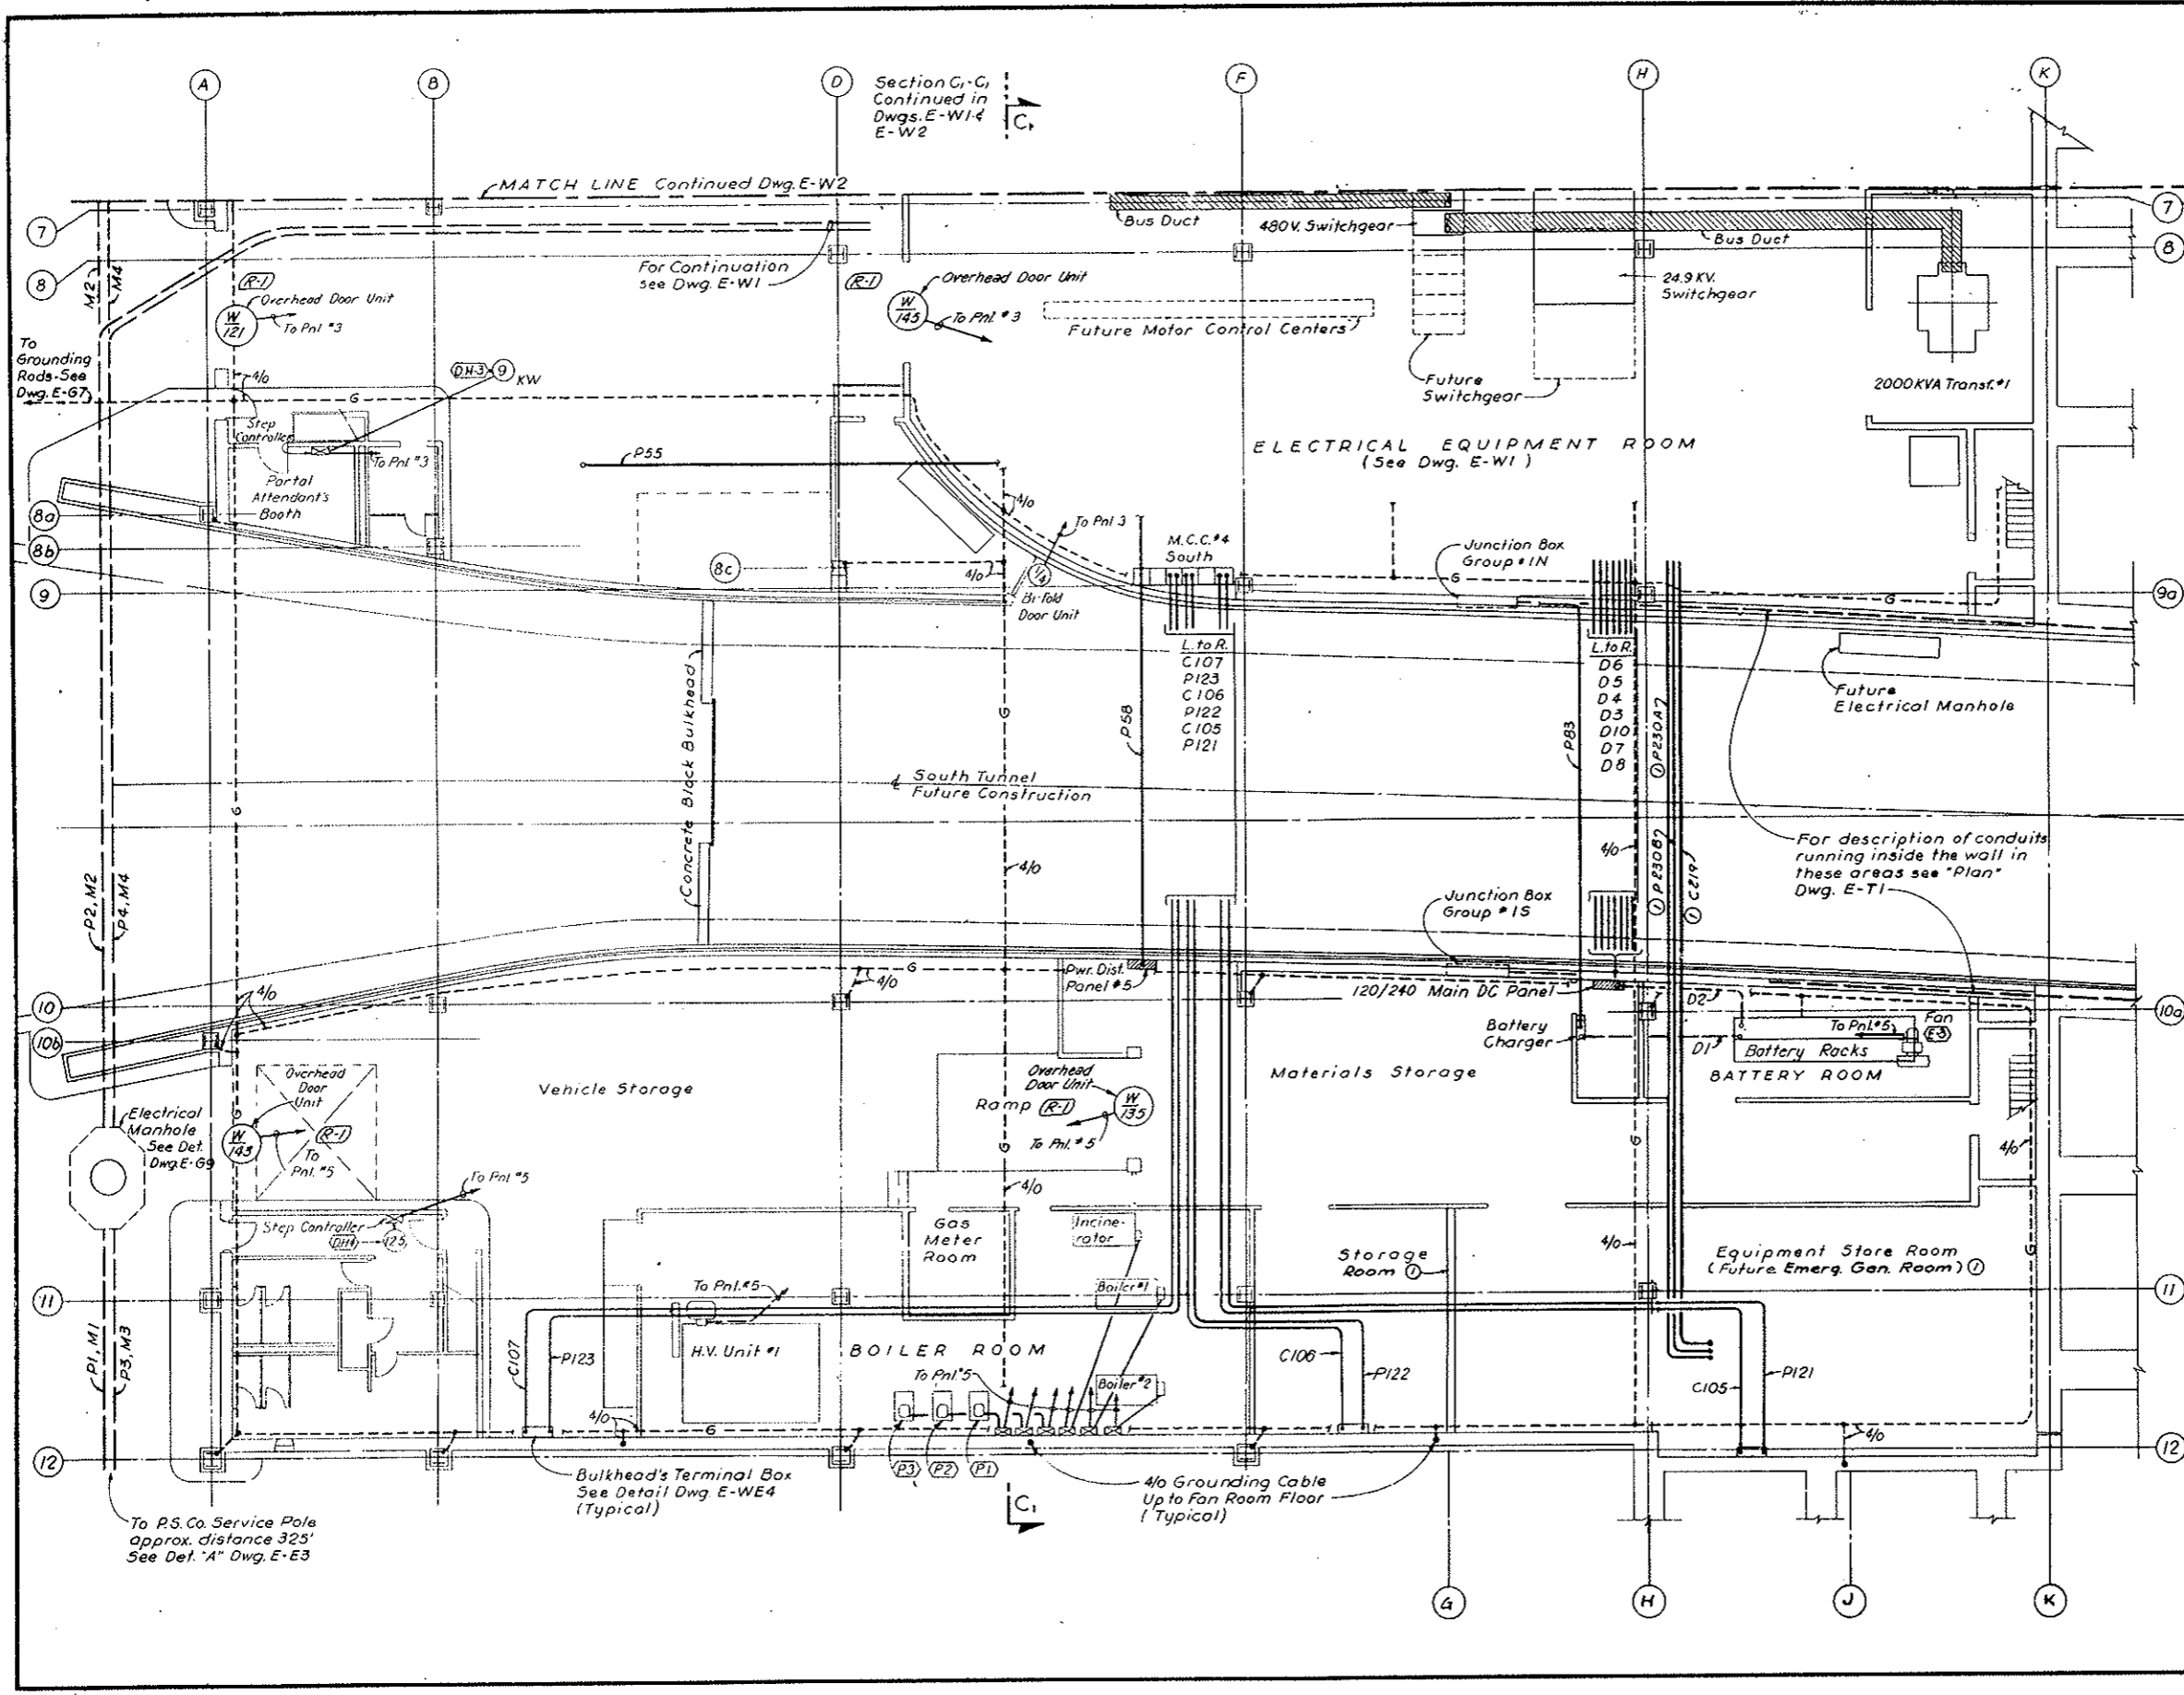 A
B
D
Section C₁-C₁
Continued in
Dwgs. E-W1 &
E-W2
C₁
F
H
K
MATCH LINE Continued Dwg. E-W2
7
8
M2
M4
R-1
Overhead Door Unit
W
121
To Pnl #3
To
Grounding
Rods-See
Dwg. E-G7
4/0
For Continuation
see Dwg. E-W1
R-1
Overhead Door Unit
W
145
To Pnl #3
Bus Duct
480V. Switchgear
Bus Duct
24.9 KV.
Switchgear
7
8
Future Motor Control Centers
Future
Switchgear
2000KVA Transf. #1
DH-3
9
KW
G
Step
Controller
To Pnl #3
Portal
Attendant's
Booth
P55
ELECTRICAL EQUIPMENT ROOM
(See Dwg. E-W1)
8a
8b
9
8c
4/0
4/0
To Pnl 3
1/4
Bi-fold
Door Unit
M.C.C. #4
South
Junction Box
Group #1N
G
G
9a
L. to R.
C107
P123
C106
P122
C105
P121
L. to R.
D6
D5
D4
D3
D10
D7
D8
P58
P83
1 P230A7
Future
Electrical Manhole
G
G
Concrete Block Bulkhead
South Tunnel
Future Construction
4/0
4/0
1 P230B7
1 C219
For description of conduits
running inside the wall in
these areas see "Plan"
Dwg. E-T1
P2, M2
P4, M4
Junction Box
Group #1S
10
10b
4/0
4/0
G
Pwr. Dist.
Panel #5
120/240 Main DC Panel
D2
10a
Battery
Charger
D1
To Pnl. #5
Fan
E-3
Battery Racks
BATTERY ROOM
Overhead
Door
Unit
G
W
143
R-1
To
Pnl. #5
Vehicle Storage
Overhead
Door Unit
Ramp
R-1
W
135
To Pnl. #5
Materials Storage
Electrical
Manhole
See Det.
Dwg. E-G9
To Pnl #5
Step Controller
DH4
12.5
G
4/0
G
4/0
4/0
G
Gas
Meter
Room
Incine-
rator
Storage
Room 1
Equipment Store Room
(Future Emerg. Gen. Room) 1
11
To Pnl. #5
Boiler #1
11
P1, M1
P3, M3
C107
P123
H.V. Unit #1
BOILER ROOM
To Pnl. #5
Boiler #2
C106
P122
C105
P121
4/0
G
4/0
12
P3
P2
P1
12
Bulkhead's Terminal Box
See Detail Dwg. E-WE4
(Typical)
C₁
4/0 Grounding Cable
Up to Fan Room Floor
(Typical)
To P.S. Co. Service Pole
approx. distance 325'
See Det. "A" Dwg. E-E3
G
H
J
K